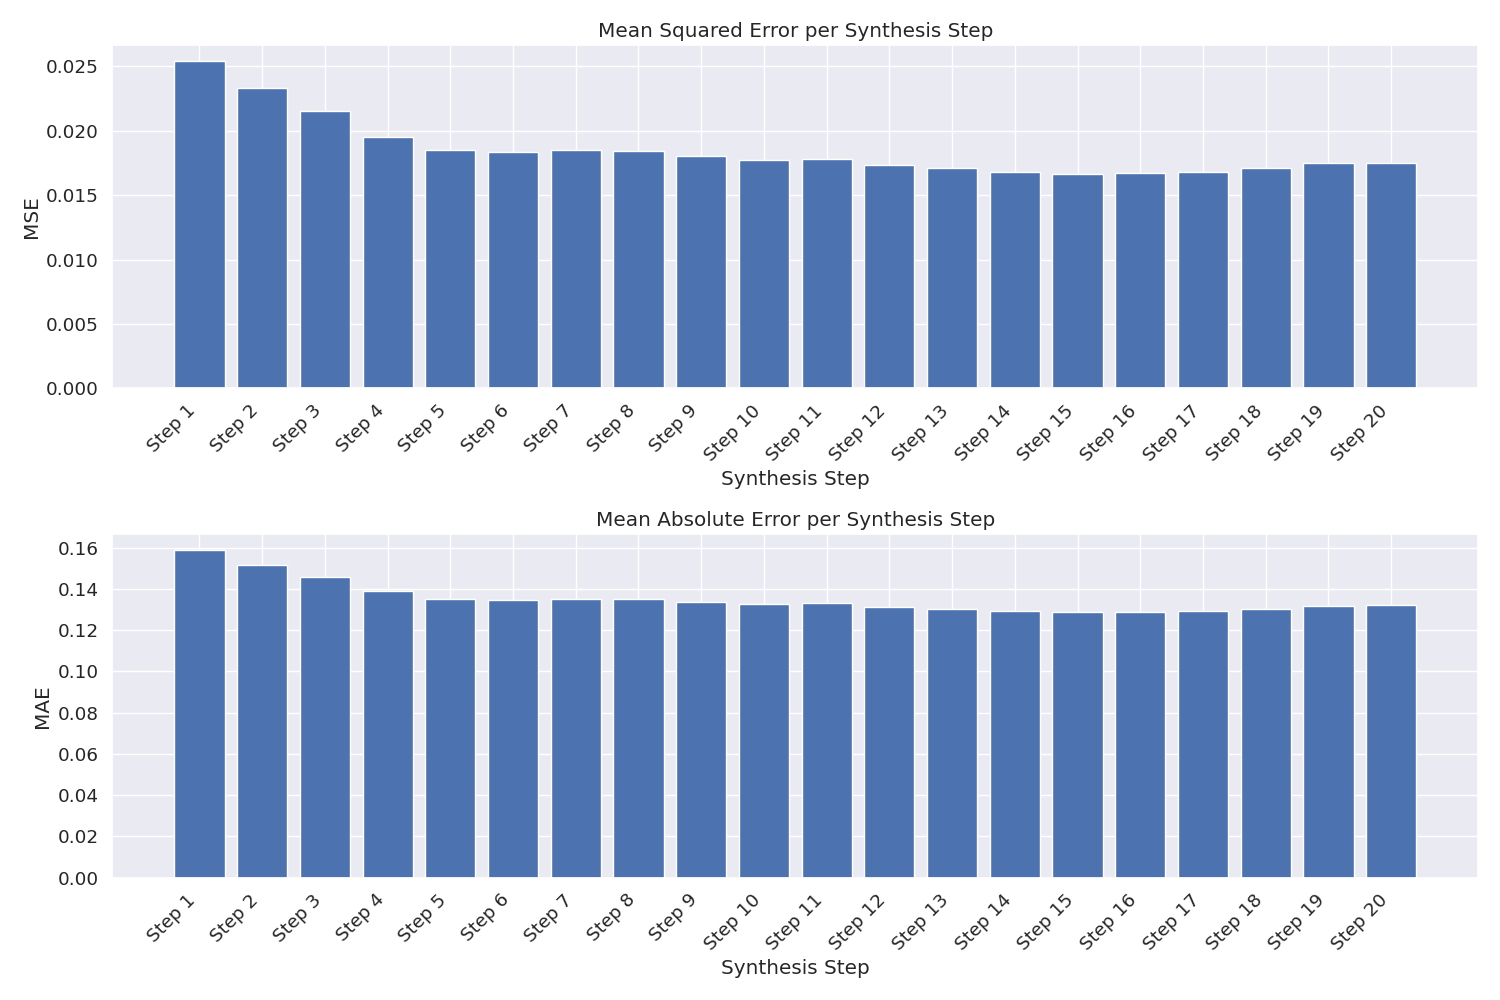 Mean Squared Error per Synthesis Step
MSE
0.025
0.020
0.015
0.010
0.005
0.000
Step 1
Step 2
Step 3
Step 4
Step 5
Step 6
Step 7
Step 8
Step 9
Step 10
Step 11
Step 12
Step 13
Step 14
Step 15
Step 16
Step 17
Step 18
Step 19
Step 20
Synthesis Step
Mean Absolute Error per Synthesis Step
MAE
0.16
0.14
0.12
0.10
0.08
0.06
0.04
0.02
0.00
Step 1
Step 2
Step 3
Step 4
Step 5
Step 6
Step 7
Step 8
Step 9
Step 10
Step 11
Step 12
Step 13
Step 14
Step 15
Step 16
Step 17
Step 18
Step 19
Step 20
Synthesis Step